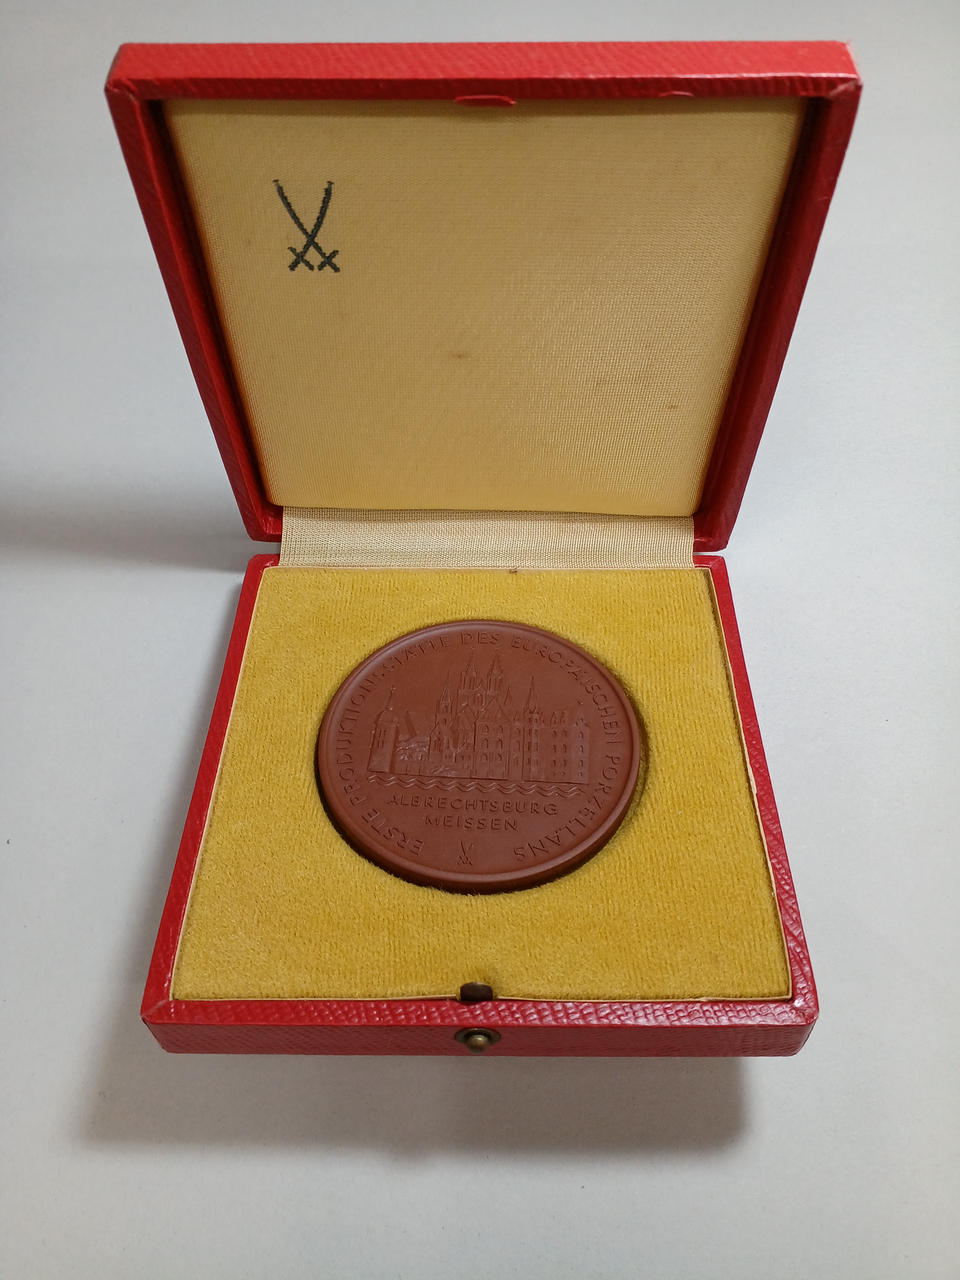 ERSTE PRODUKTIONSSTÄTTE DES EUROPÄISCHEN PORZELLANS
ALBRECHTSBURG
MEISSEN